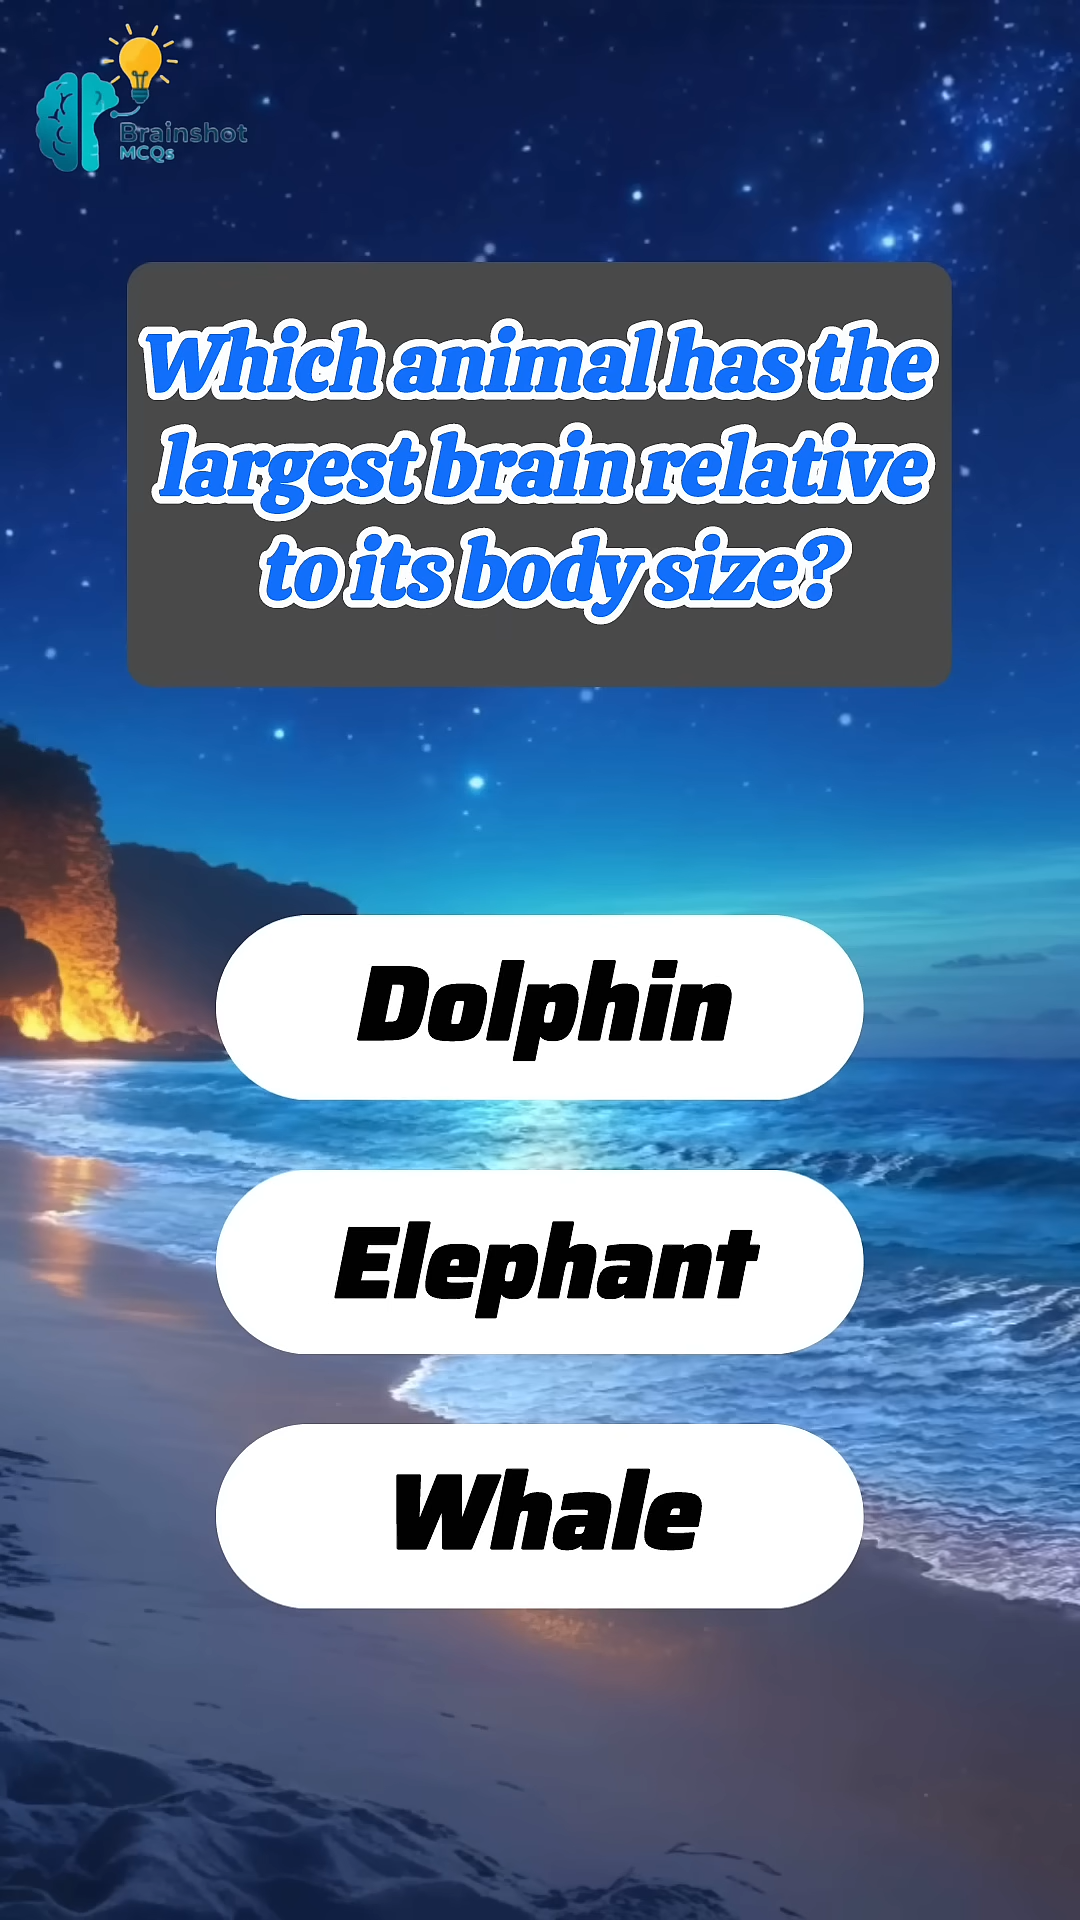 Brainshot
MCQs
Which animal has the
largest brain relative
to its body size?
Dolphin
Elephant
Whale